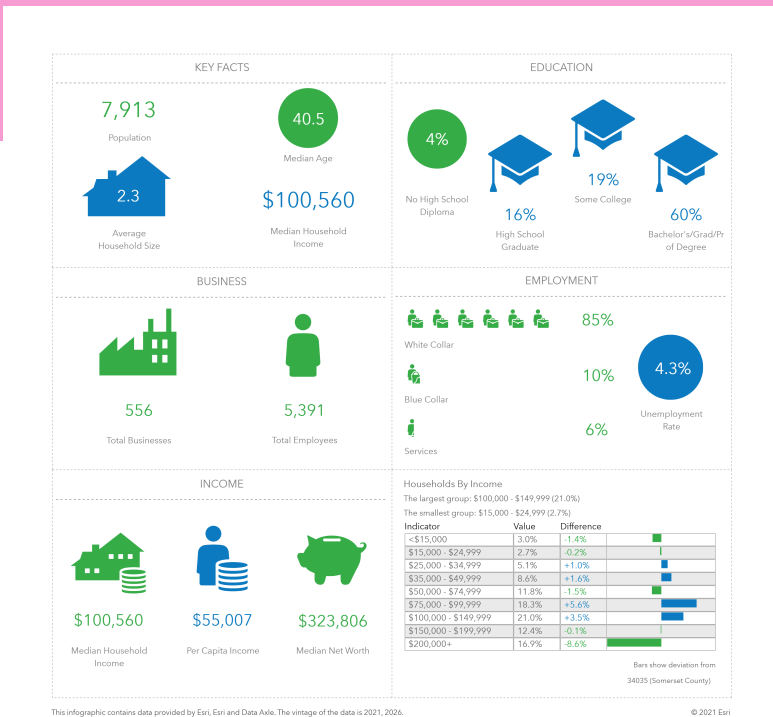 KEY FACTS
7,913
Population
40.5
Median Age
2.3
Average
Household Size
$100,560
Median Household
Income
EDUCATION
4%
No High School
Diploma
16%
High School
Graduate
19%
Some College
60%
Bachelor's/Grad/Pr
of Degree
BUSINESS
556
Total Businesses
5,391
Total Employees
EMPLOYMENT
85%
White Collar
10%
Blue Collar
6%
Services
4.3%
Unemployment
Rate
INCOME
$100,560
Median Household
Income
$55,007
Per Capita Income
$323,806
Median Net Worth
Households By Income
The largest group: $100,000 - $149,999 (21.0%)
The smallest group: $15,000 - $24,999 (2.7%)
Indicator Value Difference
<$15,000 3.0% -1.4%
$15,000 - $24,999 2.7% -0.2%
$25,000 - $34,999 5.1% +1.0%
$35,000 - $49,999 8.6% +1.6%
$50,000 - $74,999 11.8% -1.5%
$75,000 - $99,999 18.3% +5.6%
$100,000 - $149,999 21.0% +3.5%
$150,000 - $199,999 12.4% -0.1%
$200,000+ 16.9% -8.6%
Bars show deviation from
34035 (Somerset County)
This infographic contains data provided by Esri, Esri and Data Axle. The vintage of the data is 2021, 2026.
© 2021 Esri